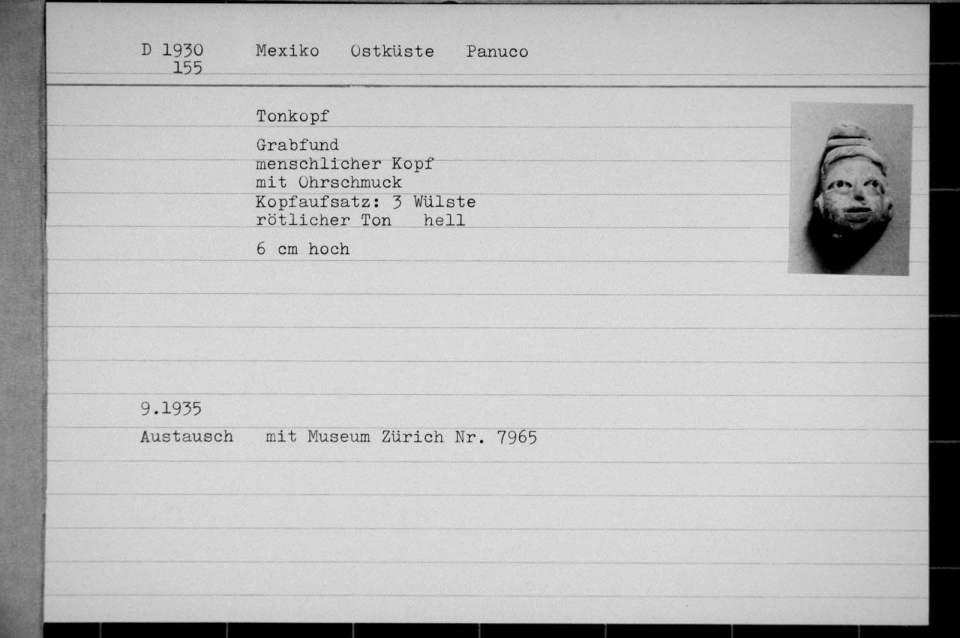 D 1930 Mexiko Ostküste Panuco
155
Tonkopf
Grabfund
menschlicher Kopf
mit Ohrschmuck
Kopfaufsatz: 3 Wülste
rötlicher Ton hell
6 cm hoch
9.1935
Austausch mit Museum Zürich Nr. 7965